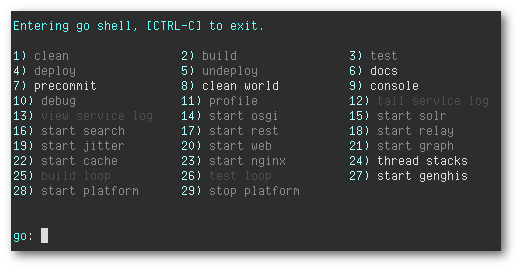 Entering go shell, [CTRL-C] to exit.
1) clean 2) build 3) test
4) deploy 5) undeploy 6) docs
7) precommit 8) clean world 9) console
10) debug 11) profile 12) tail service log
13) view service log 14) start osgi 15) start solr
16) start search 17) start rest 18) start relay
19) start jitter 20) start web 21) start graph
22) start cache 23) start nginx 24) thread stacks
25) build loop 26) test loop 27) start genghis
28) start platform 29) stop platform
go: